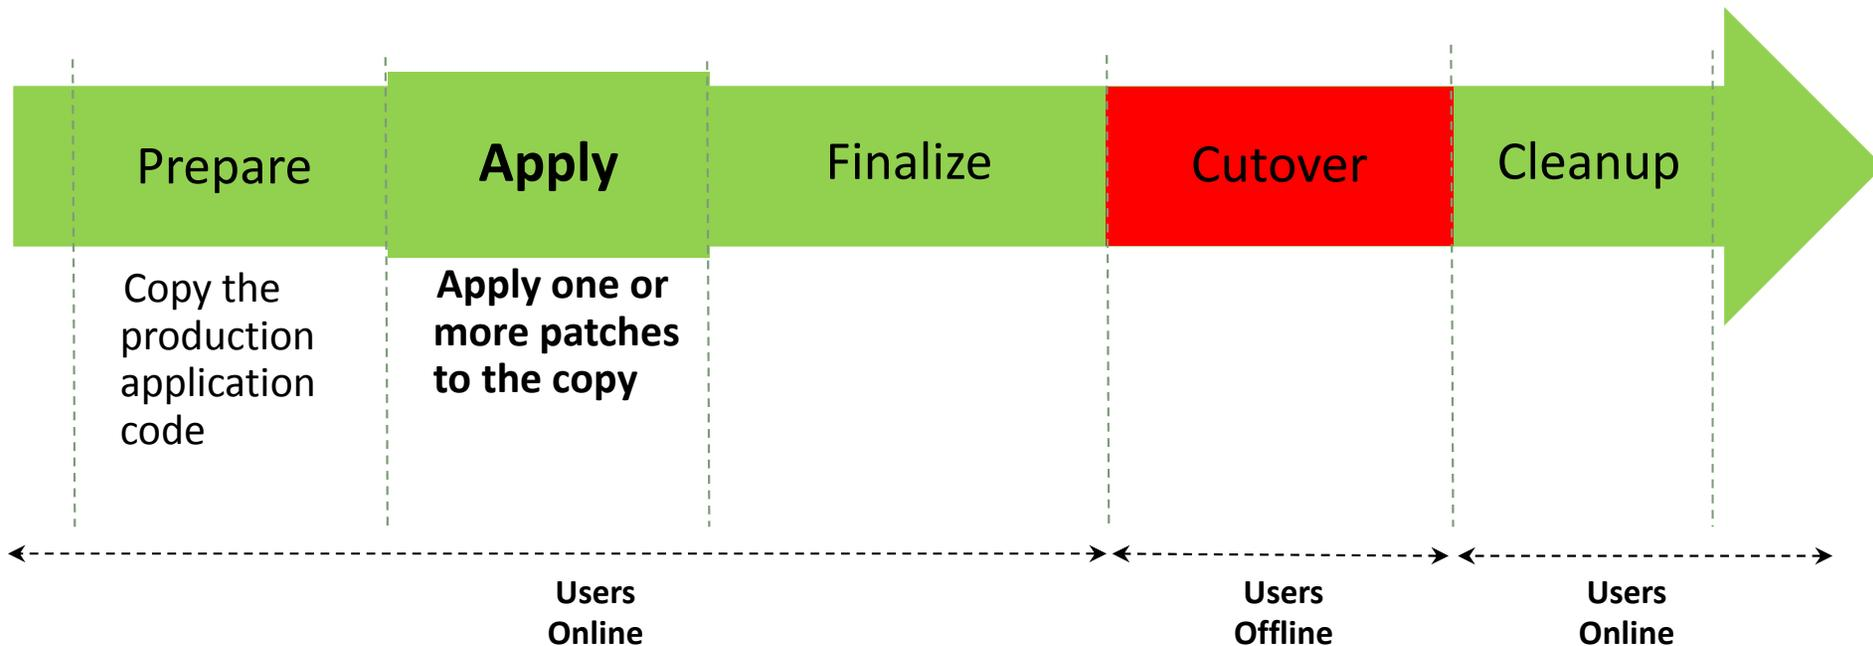 Prepare
Apply
Finalize
Cutover
Cleanup
Copy the
production
application
code
Apply one or
more patches
to the copy
Users
Online
Users
Offline
Users
Online